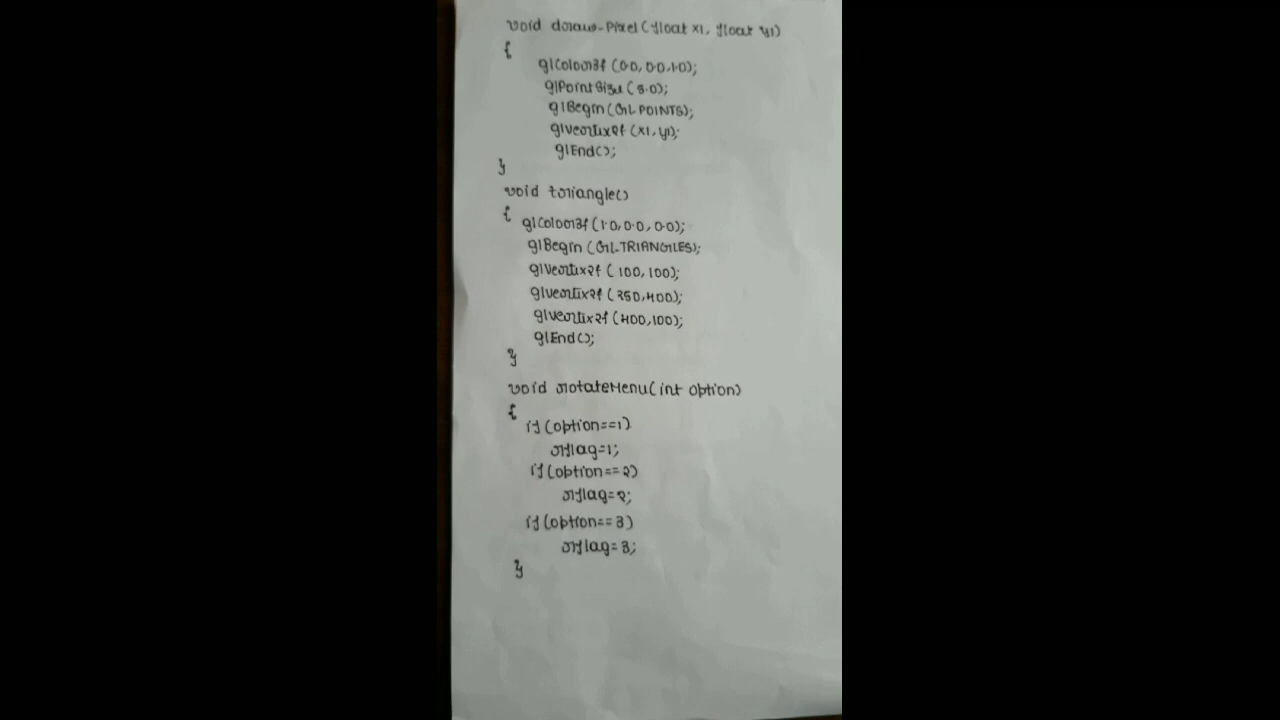 void draw-Pixel(float x1, float y1)
{
glColor3f (0.0, 0.0,1.0);
glPointSize (5.0);
glBegin(GL-POINTS);
glVertex2f (x1, y1);
glEnd();
}
void triangle()
{
glColor3f (1.0, 0.0, 0.0);
glBegin (GL-TRIANGLES);
glVertex2f ( 100, 100);
glVertex2f ( 250,400);
glVertex2f (400,100);
glEnd();
}
void rotateMenu(int option)
{
if(option==1)
rflag=1;
if(option==2)
rflag=2;
if(option==3)
rflag=3;
}